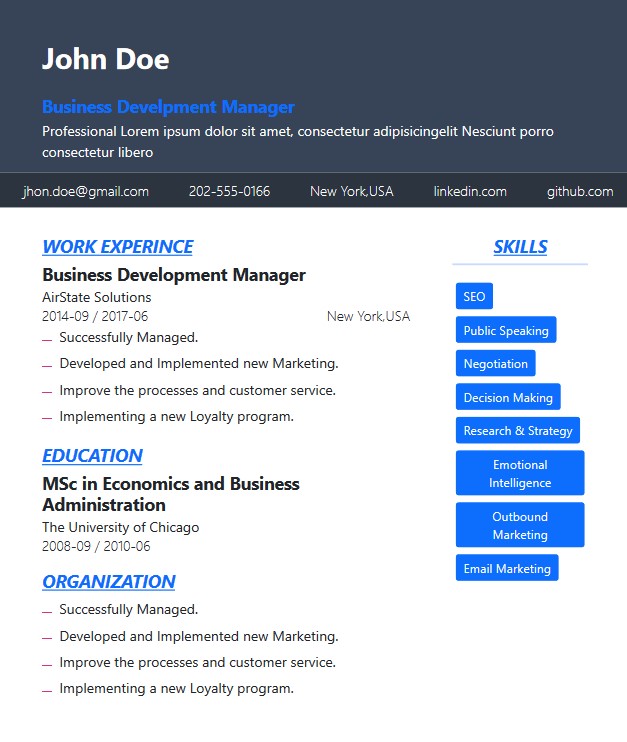 John Doe
Business Develpment Manager
Professional Lorem ipsum dolor sit amet, consectetur adipisicingelit Nesciunt porro
consectetur libero
jhon.doe@gmail.com 202-555-0166 New York,USA linkedin.com github.com
WORK EXPERINCE
Business Development Manager
AirState Solutions
2014-09 / 2017-06 New York,USA
Successfully Managed.
Developed and Implemented new Marketing.
Improve the processes and customer service.
Implementing a new Loyalty program.
EDUCATION
MSc in Economics and Business
Administration
The University of Chicago
2008-09 / 2010-06
ORGANIZATION
Successfully Managed.
Developed and Implemented new Marketing.
Improve the processes and customer service.
Implementing a new Loyalty program.
SKILLS
SEO
Public Speaking
Negotiation
Decision Making
Research & Strategy
Emotional
Intelligence
Outbound
Marketing
Email Marketing